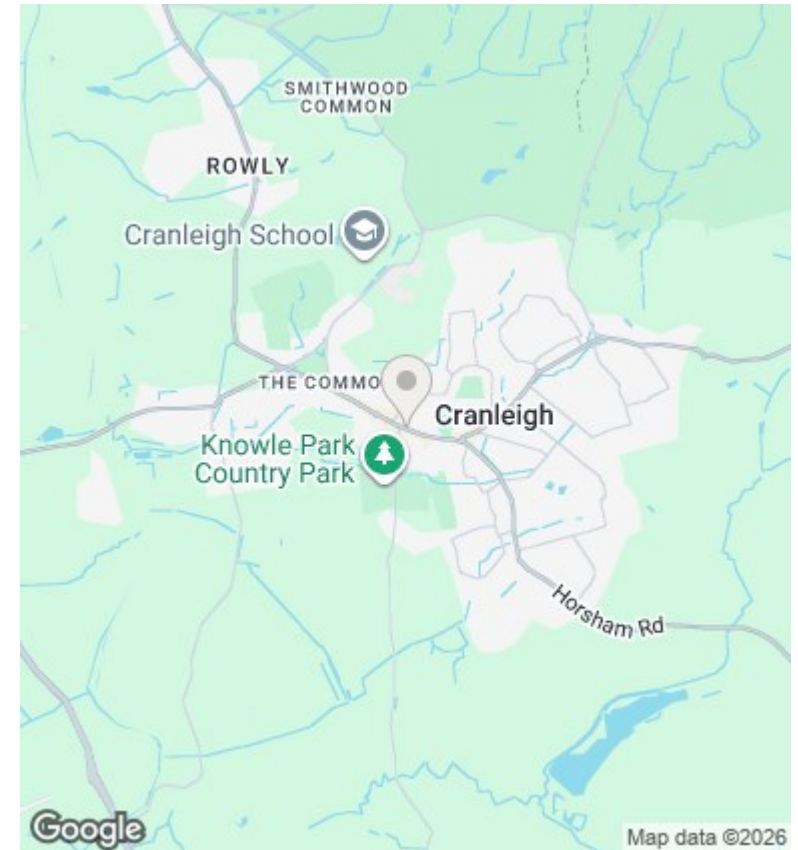 SMITHWOOD
COMMON
ROWLY
Cranleigh School
THE COMMO
Cranleigh
Knowle Park
Country Park
Horsham Rd
Google
Map data ©2026